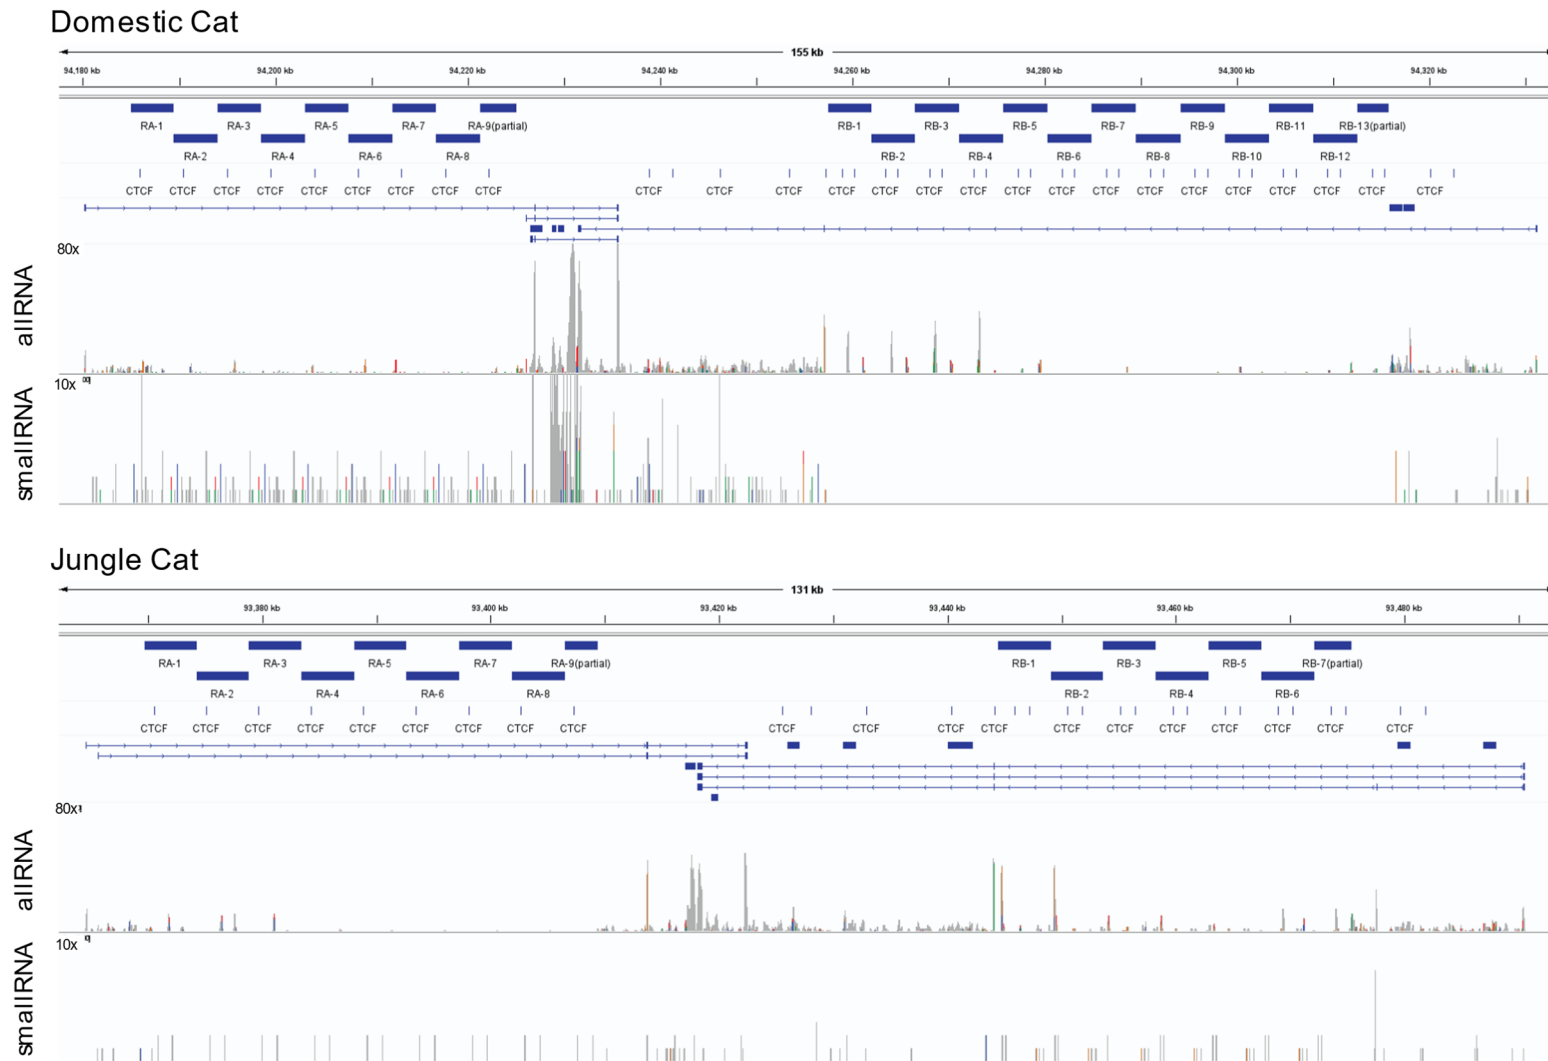 Domestic Cat
155 kb
94,180 kb 94,200 kb 94,220 kb 94,240 kb 94,260 kb 94,280 kb 94,300 kb 94,320 kb
RA-1 RA-3 RA-5 RA-7 RA-9(partial) RB-1 RB-3 RB-5 RB-7 RB-9 RB-11 RB-13(partial)
RA-2 RA-4 RA-6 RA-8 RB-2 RB-4 RB-6 RB-8 RB-10 RB-12
CTCF CTCF CTCF CTCF CTCF CTCF CTCF CTCF CTCF CTCF CTCF CTCF CTCF CTCF CTCF CTCF CTCF CTCF CTCF CTCF CTCF CTCF CTCF CTCF CTCF CTCF
80x
allRNA
10x
smallRNA
Jungle Cat
131 kb
93,380 kb 93,400 kb 93,420 kb 93,440 kb 93,460 kb 93,480 kb
RA-1 RA-3 RA-5 RA-7 RA-9(partial) RB-1 RB-3 RB-5 RB-7(partial)
RA-2 RA-4 RA-6 RA-8 RB-2 RB-4 RB-6
CTCF CTCF CTCF CTCF CTCF CTCF CTCF CTCF CTCF CTCF CTCF CTCF CTCF CTCF CTCF CTCF CTCF CTCF CTCF CTCF
80x
allRNA
10x
smallRNA